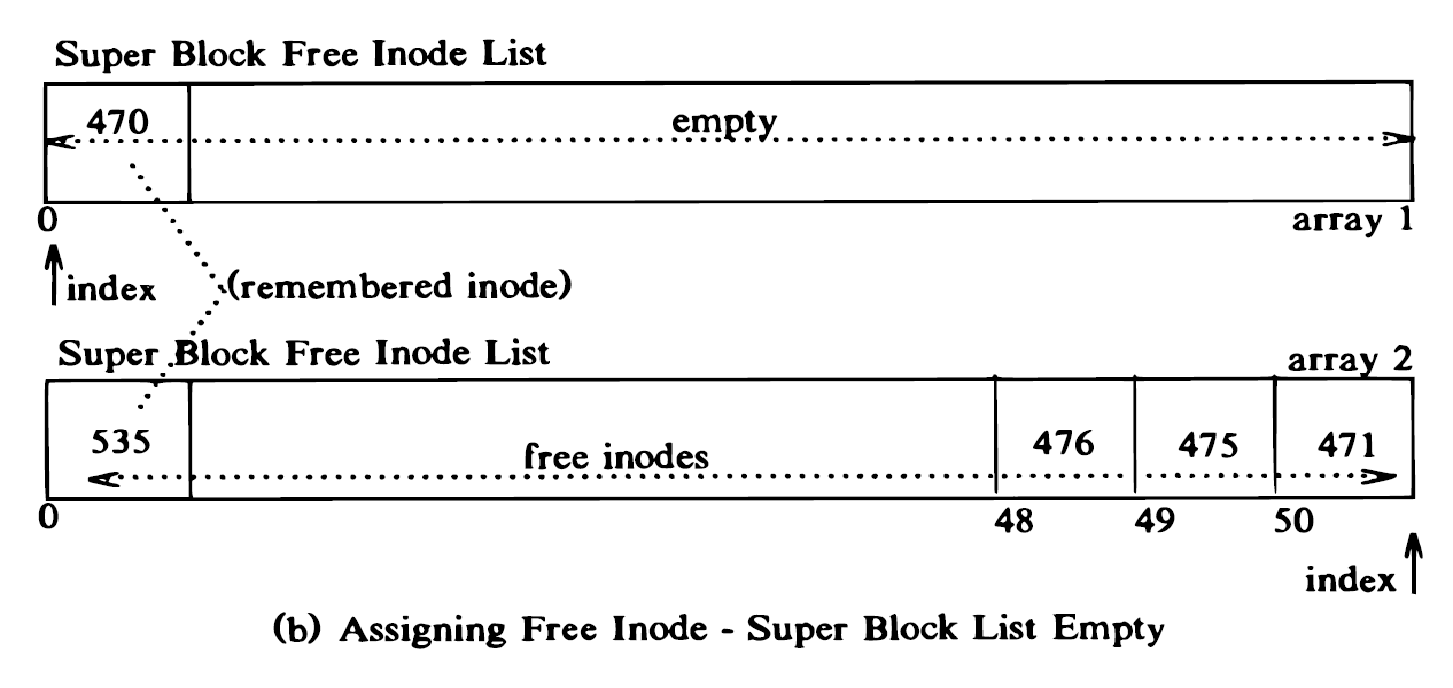 Super Block Free Inode List
470 empty
0 array 1
index (remembered inode)
Super Block Free Inode List array 2
535 free inodes 476 475 471
0 48 49 50
index
(b) Assigning Free Inode - Super Block List Empty